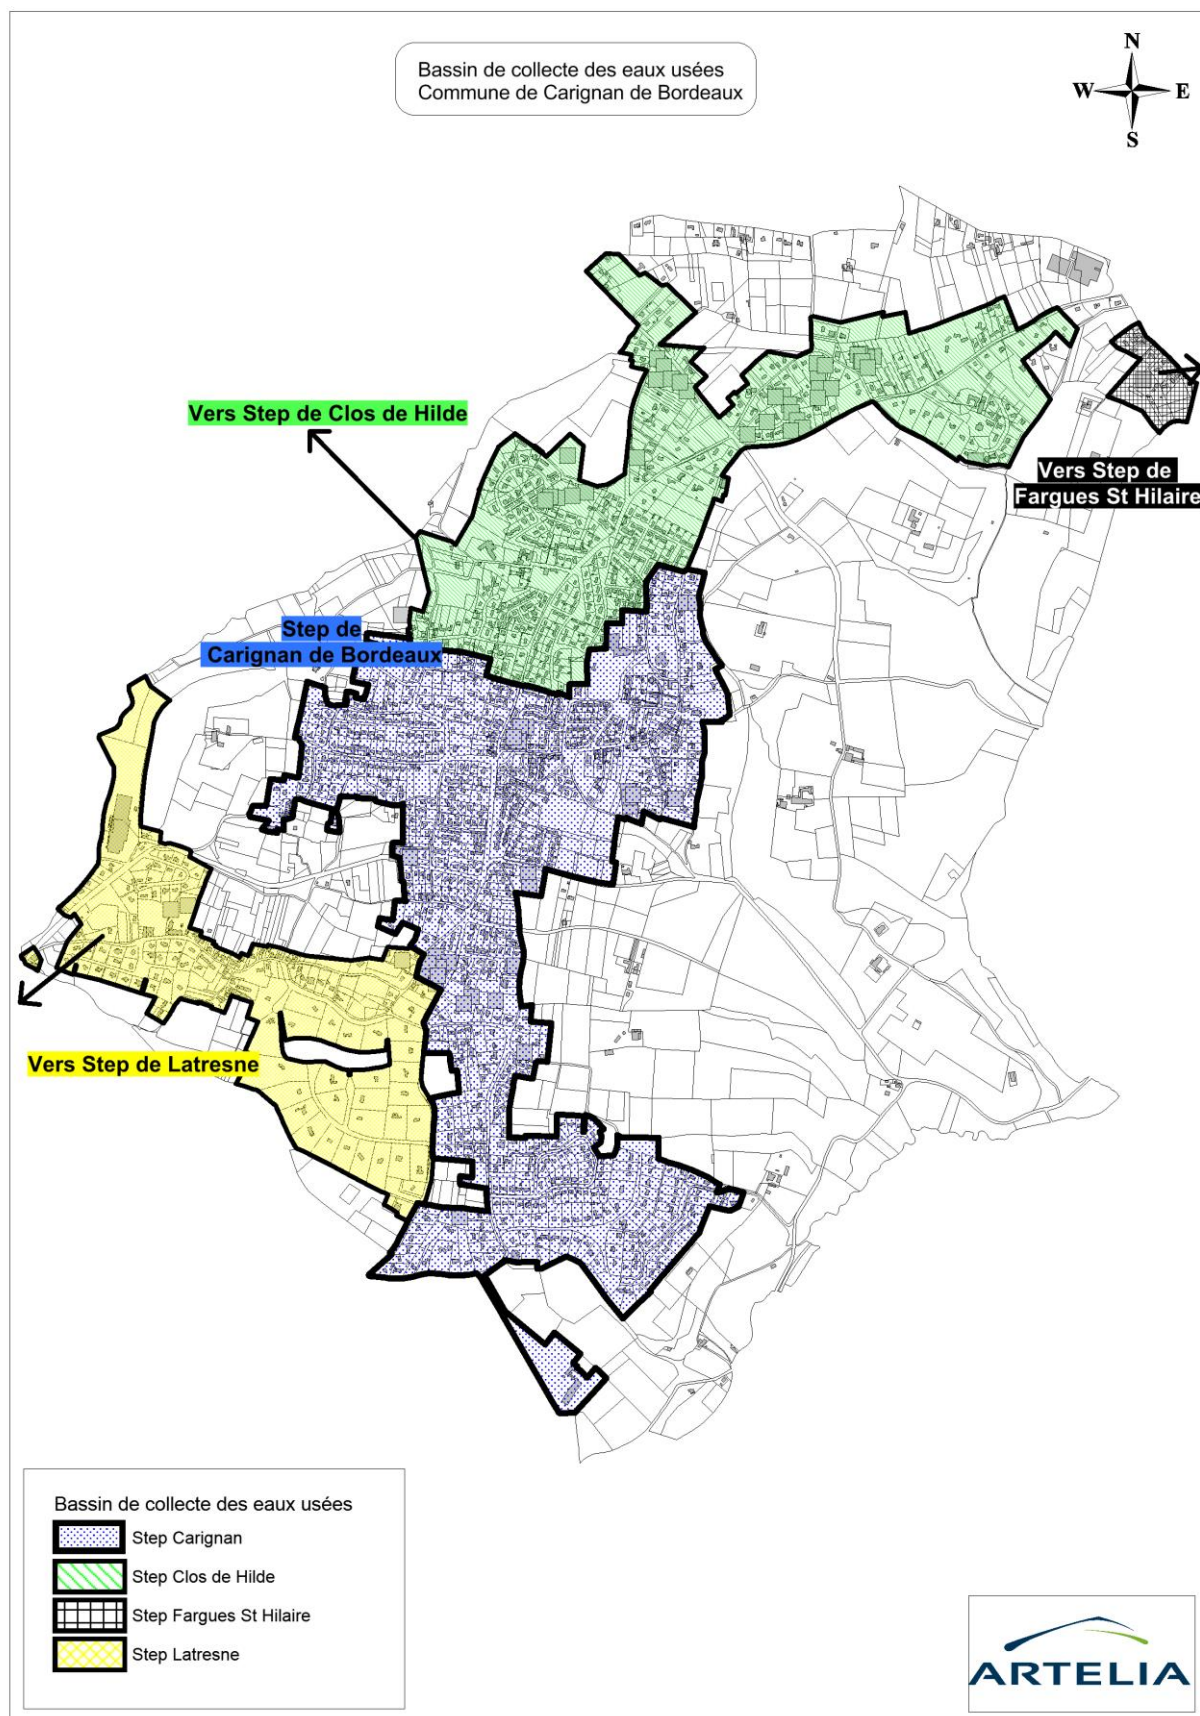 Bassin de collecte des eaux usées
Commune de Carignan de Bordeaux
N
W
E
S
Vers Step de Clos de Hilde
Vers Step de
Fargues St Hilaire
Step de
Carignan de Bordeaux
Vers Step de Latresne
Bassin de collecte des eaux usées
Step Carignan
Step Clos de Hilde
Step Fargues St Hilaire
Step Latresne
ARTELIA